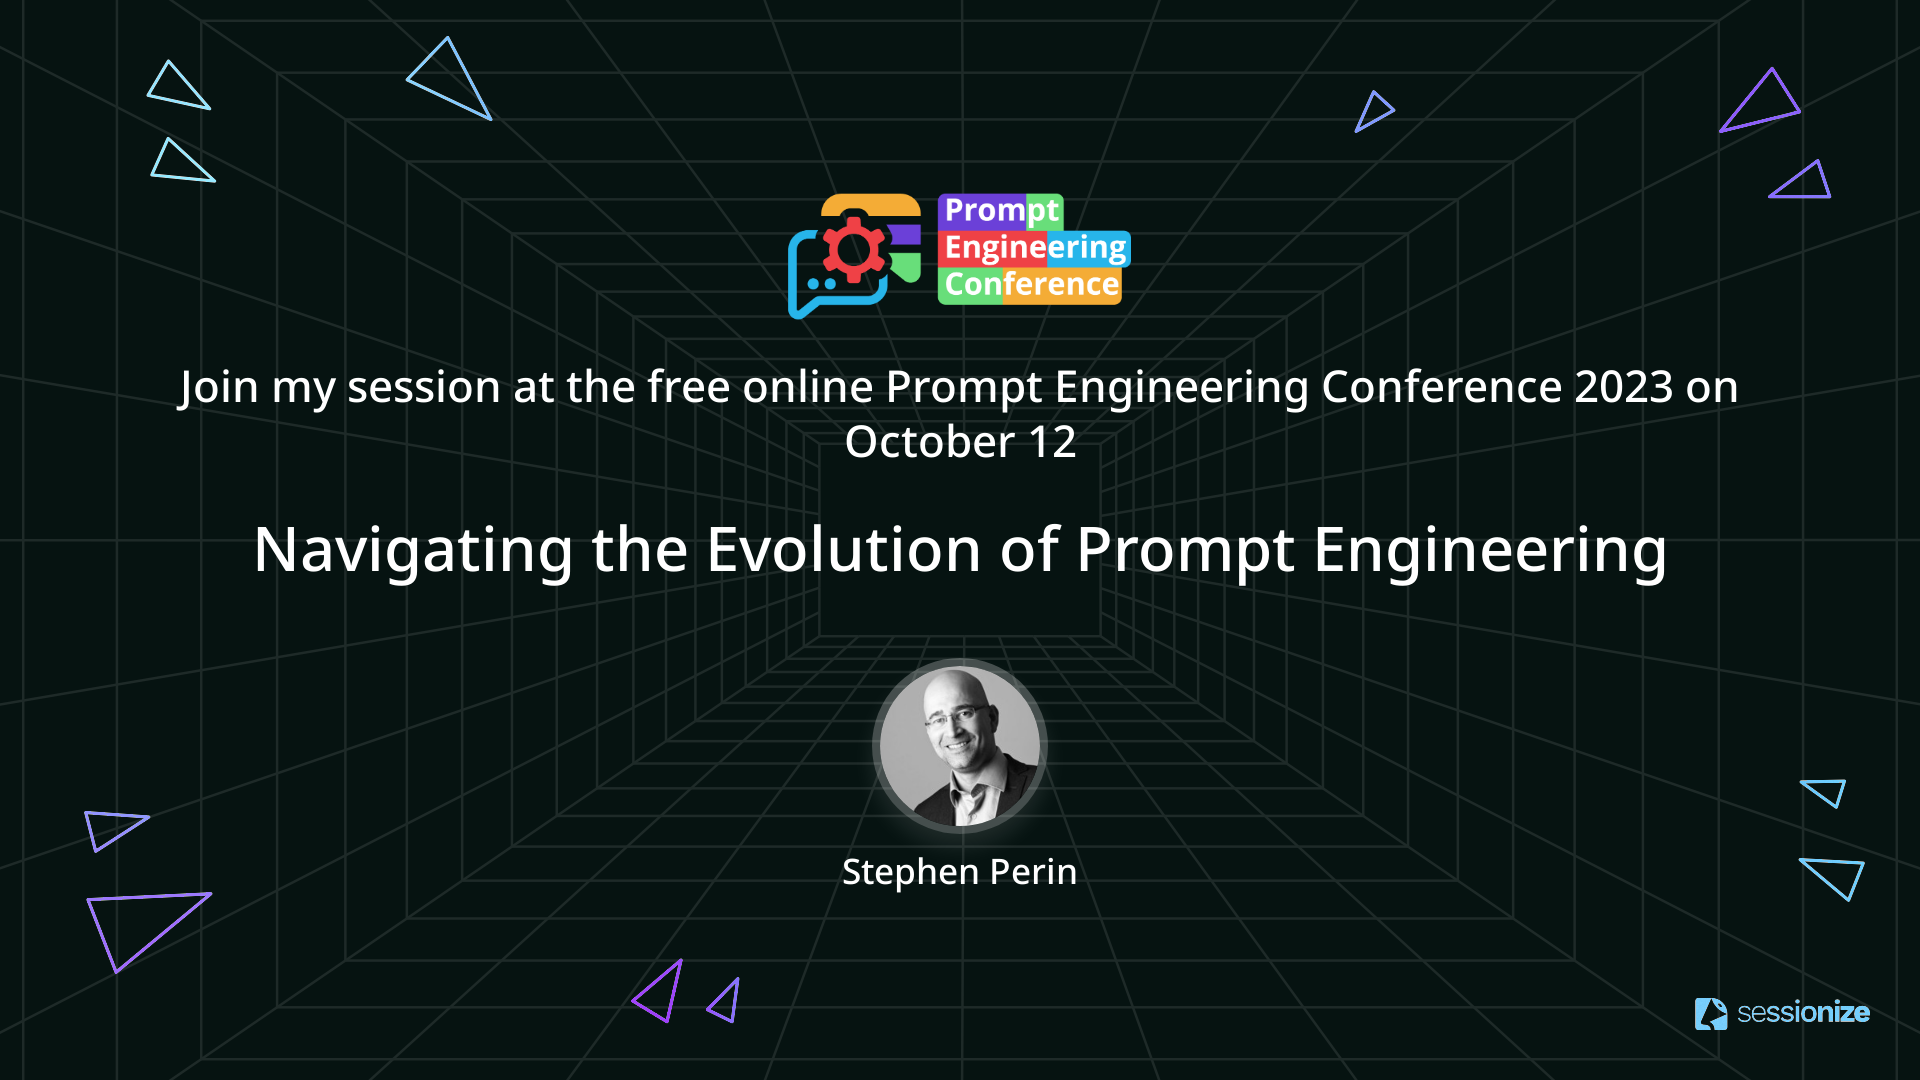 Prompt
Engineering
Conference
Join my session at the free online Prompt Engineering Conference 2023 on
October 12
Navigating the Evolution of Prompt Engineering
Stephen Perin
sessionize